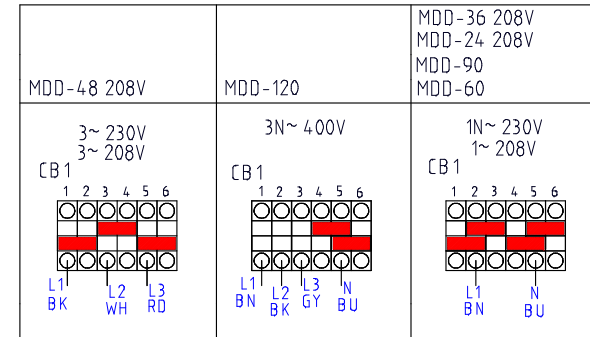 MDD-48 208V
MDD-120
MDD-36 208V
MDD-24 208V
MDD-90
MDD-60
3~ 230V
3~ 208V
CB1
1 2 3 4 5 6
L1 L2 L3
BK WH RD
3N~ 400V
CB1
1 2 3 4 5 6
L1 L2 L3 N
BN BK GY BU
1N~ 230V
1~ 208V
CB1
1 2 3 4 5 6
L1 N
BN BU